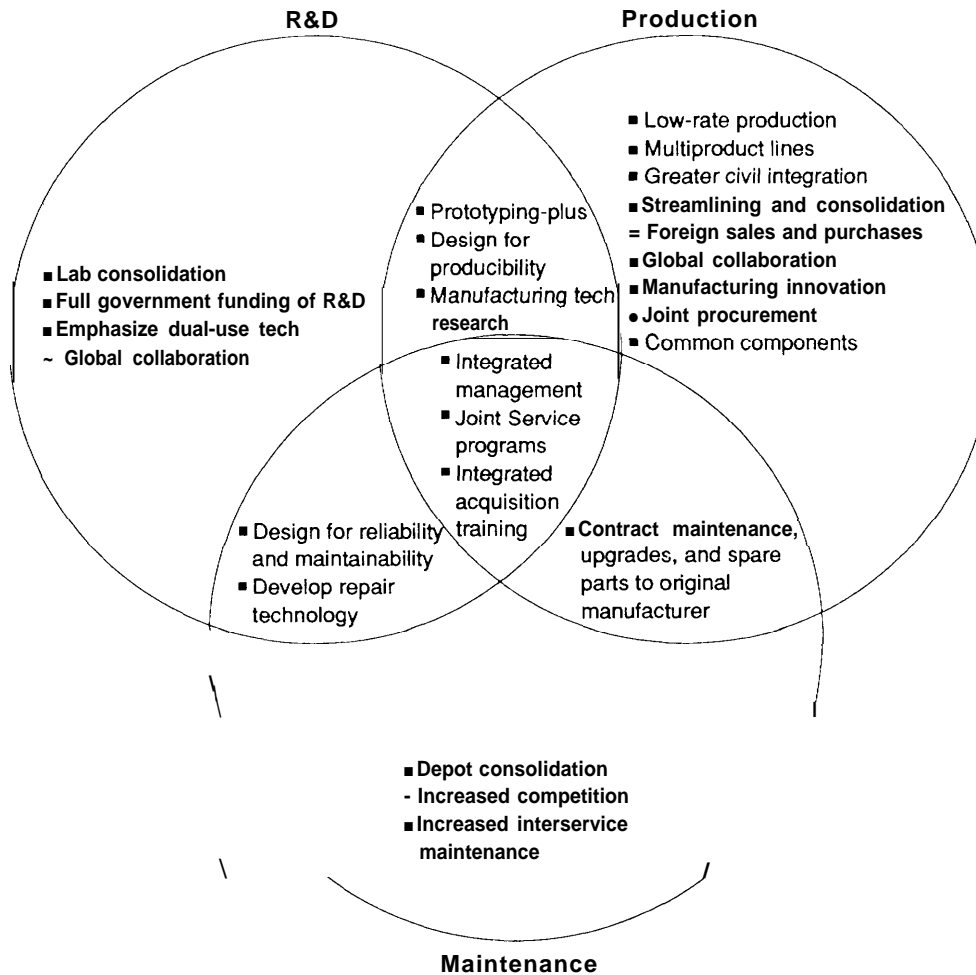 R&D
Production
■ Low-rate production
■ Multiproduct lines
■ Greater civil integration
■ Streamlining and consolidation
= Foreign sales and purchases
■ Global collaboration
■ Manufacturing innovation
● Joint procurement
■ Common components
■ Prototyping-plus
■ Design for
producibility
■ Manufacturing tech
research
■ Lab consolidation
■ Full government funding of R&D
■ Emphasize dual-use tech
~ Global collaboration
■ Integrated
management
■ Joint Service
programs
■ Integrated
acquisition
training
■ Design for reliability
and maintainability
■ Develop repair
technology
■ Contract maintenance,
upgrades, and spare
parts to original
manufacturer
■ Depot consolidation
- Increased competition
■ Increased interservice
maintenance
Maintenance